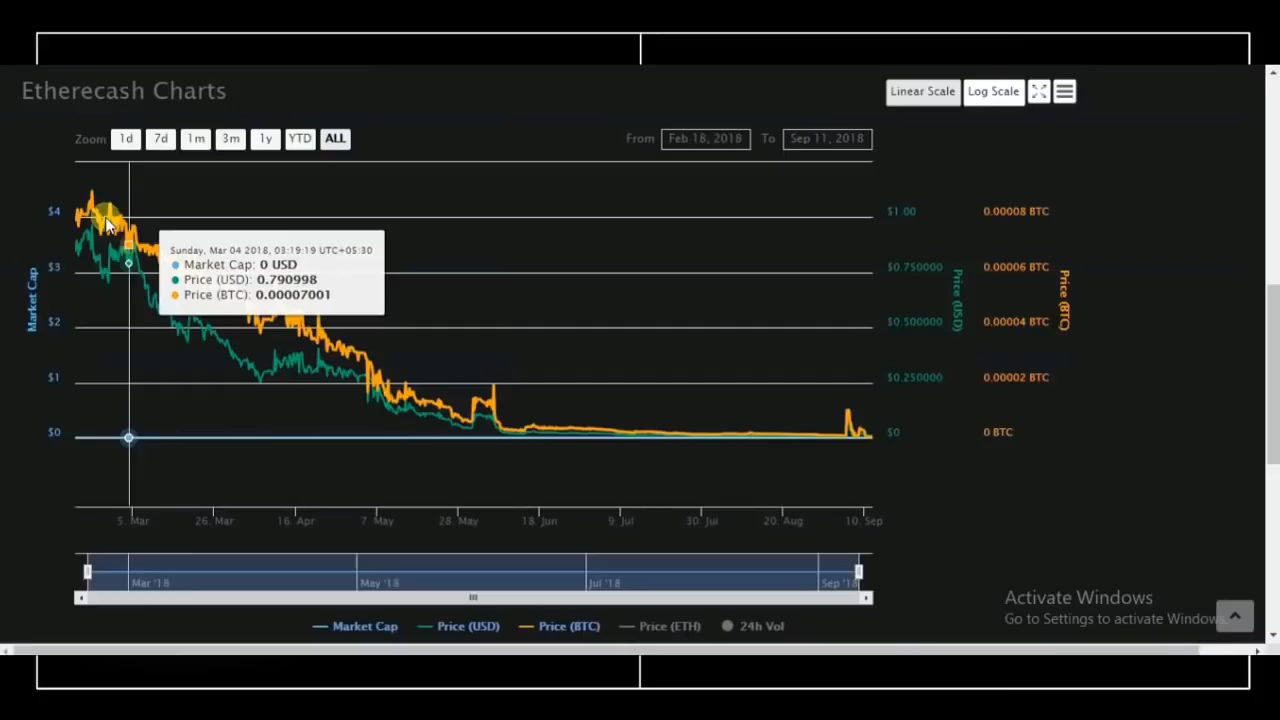 Etherecash Charts
Linear Scale Log Scale
Zoom 1d 7d 1m 3m 1y YTD ALL From Feb 18, 2018 To Sep 11, 2018
$4 $1.00 0.00008 BTC
Sunday, Mar 04 2018, 03:19:19 UTC+05:30
Market Cap: 0 USD
Price (USD): 0.790998
Price (BTC): 0.00007001
$3 $0.750000 0.00006 BTC
Market Cap Price (USD) Price (BTC)
$2 $0.500000 0.00004 BTC
$1 $0.250000 0.00002 BTC
$0 $0 0 BTC
5. Mar 26. Mar 16. Apr 7. May 28. May 18. Jun 9. Jul 30. Jul 20. Aug 10. Sep
Mar '18 May '18 Jul '18 Sep '18
Market Cap Price (USD) Price (BTC) Price (ETH) 24h Vol
Activate Windows
Go to Settings to activate Windows.